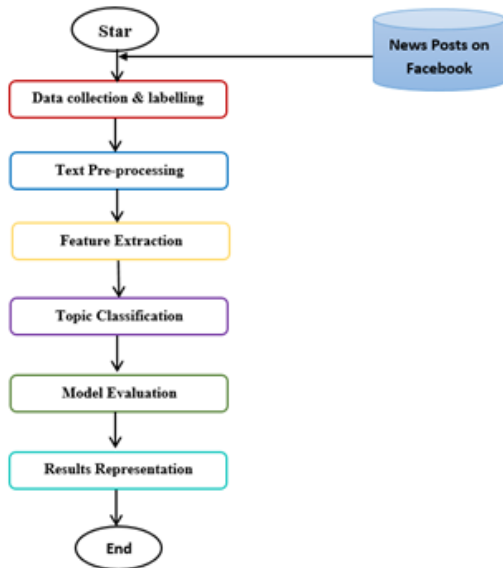 Star
News Posts on
Facebook
Data collection & labelling
Text Pre-processing
Feature Extraction
Topic Classification
Model Evaluation
Results Representation
End